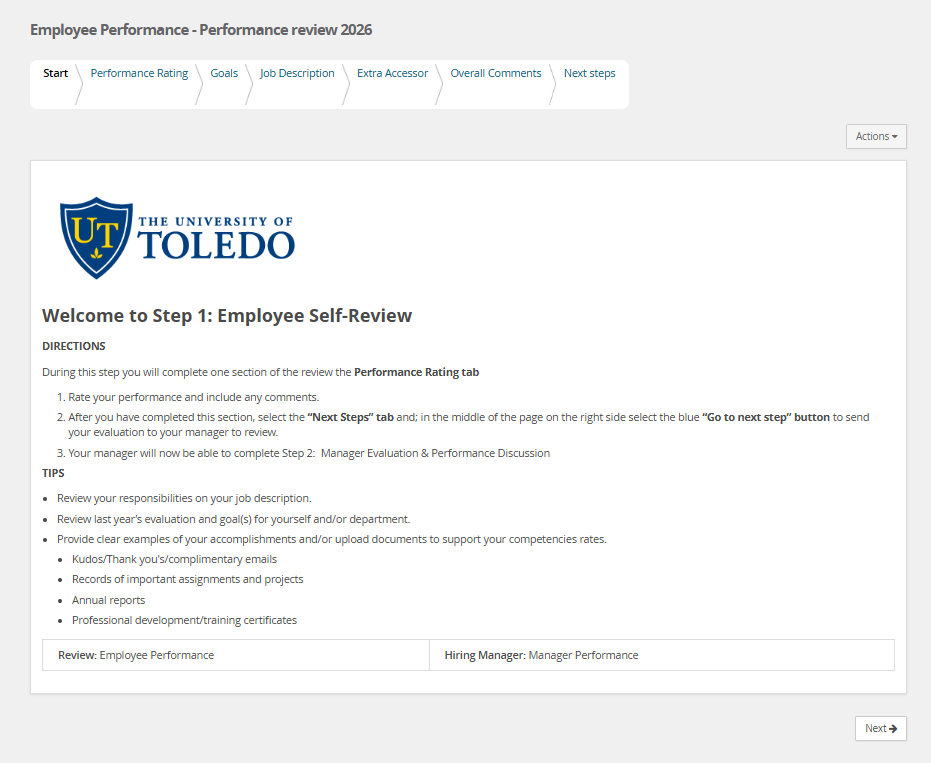 Employee Performance - Performance review 2026
Start
Performance Rating
Goals
Job Description
Extra Accessor
Overall Comments
Next steps
Actions
UT
THE UNIVERSITY OF
TOLEDO
Welcome to Step 1: Employee Self-Review
DIRECTIONS
During this step you will complete one section of the review the Performance Rating tab
1. Rate your performance and include any comments.
2. After you have completed this section, select the “Next Steps” tab and; in the middle of the page on the right side select the blue “Go to next step” button to send
your evaluation to your manager to review.
3. Your manager will now be able to complete Step 2:  Manager Evaluation & Performance Discussion
TIPS
Review your responsibilities on your job description.
Review last year’s evaluation and goal(s) for yourself and/or department.
Provide clear examples of your accomplishments and/or upload documents to support your competencies rates.
Kudos/Thank you's/complimentary emails
Records of important assignments and projects
Annual reports
Professional development/training certificates
Review: Employee Performance
Hiring Manager: Manager Performance
Next